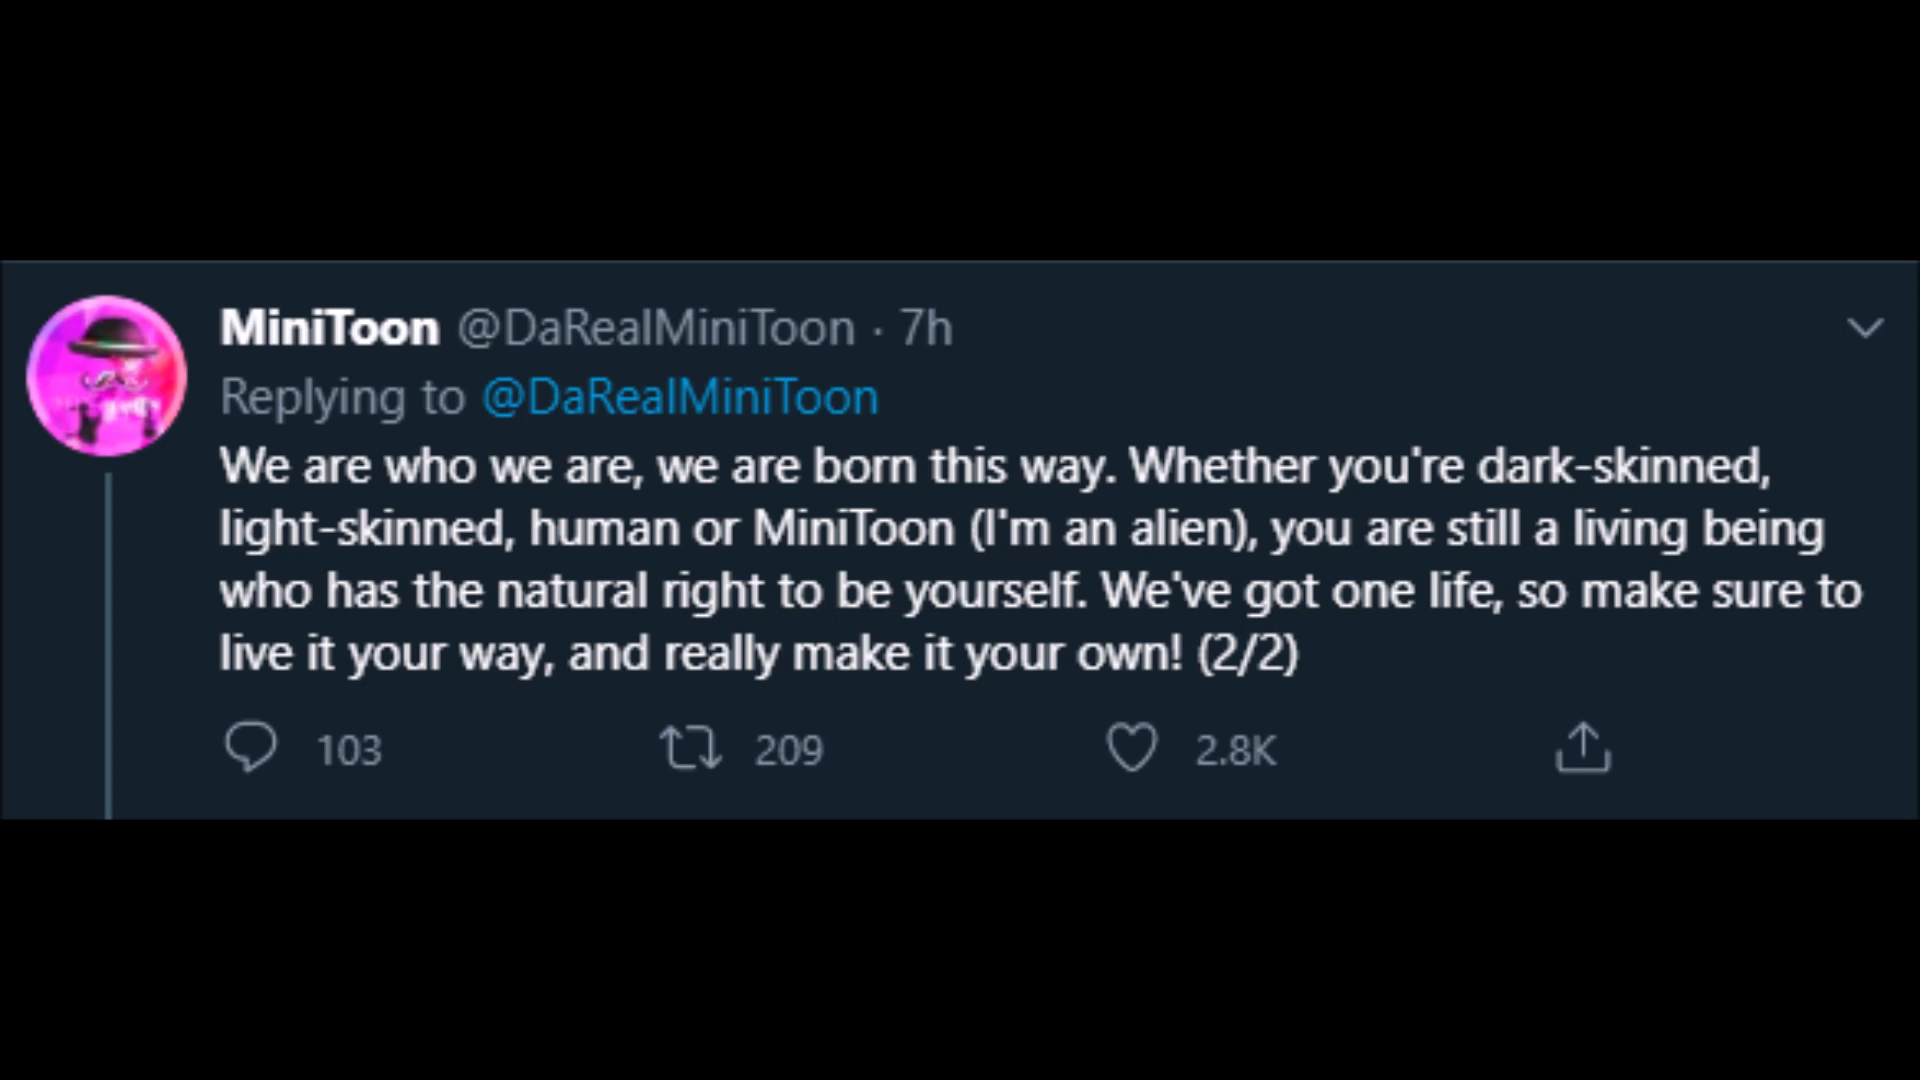 MiniToon @DaRealMiniToon · 7h
Replying to @DaRealMiniToon
We are who we are, we are born this way. Whether you're dark-skinned,
light-skinned, human or MiniToon (I'm an alien), you are still a living being
who has the natural right to be yourself. We've got one life, so make sure to
live it your way, and really make it your own! (2/2)
103 209 2.8K